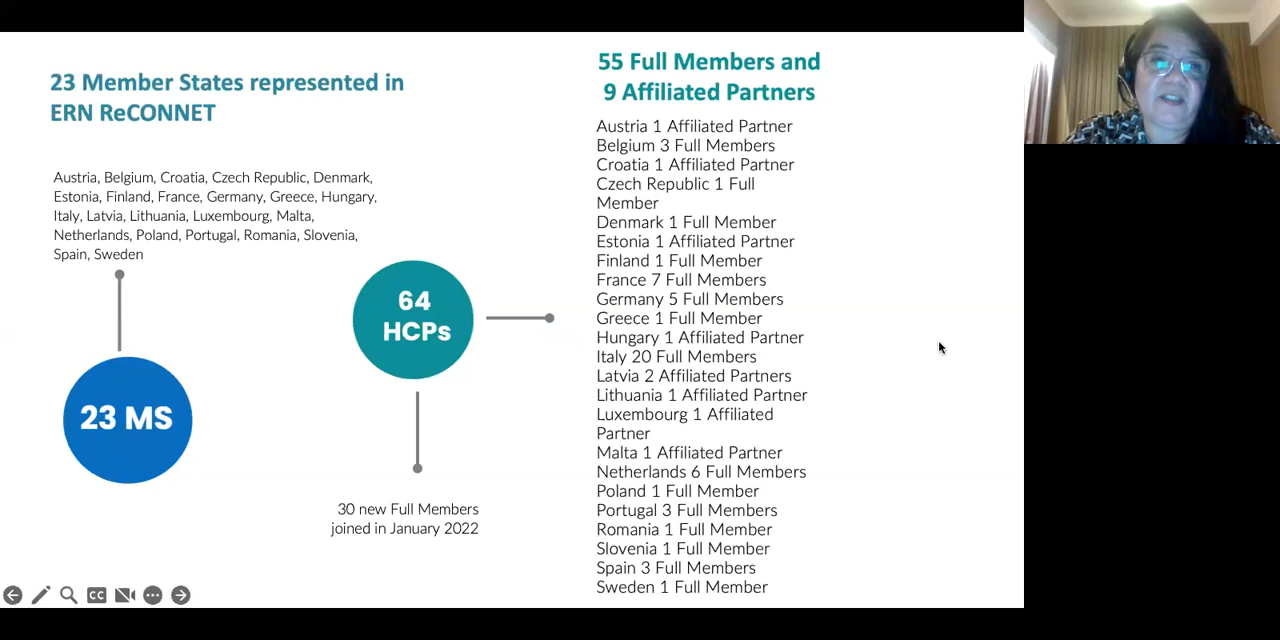 23 Member States represented in
ERN ReCONNET
Austria, Belgium, Croatia, Czech Republic, Denmark,
Estonia, Finland, France, Germany, Greece, Hungary,
Italy, Latvia, Lithuania, Luxembourg, Malta,
Netherlands, Poland, Portugal, Romania, Slovenia,
Spain, Sweden
23 MS
64
HCPs
30 new Full Members
joined in January 2022
55 Full Members and
9 Affiliated Partners
Austria 1 Affiliated Partner
Belgium 3 Full Members
Croatia 1 Affiliated Partner
Czech Republic 1 Full
Member
Denmark 1 Full Member
Estonia 1 Affiliated Partner
Finland 1 Full Member
France 7 Full Members
Germany 5 Full Members
Greece 1 Full Member
Hungary 1 Affiliated Partner
Italy 20 Full Members
Latvia 2 Affiliated Partners
Lithuania 1 Affiliated Partner
Luxembourg 1 Affiliated
Partner
Malta 1 Affiliated Partner
Netherlands 6 Full Members
Poland 1 Full Member
Portugal 3 Full Members
Romania 1 Full Member
Slovenia 1 Full Member
Spain 3 Full Members
Sweden 1 Full Member
CC